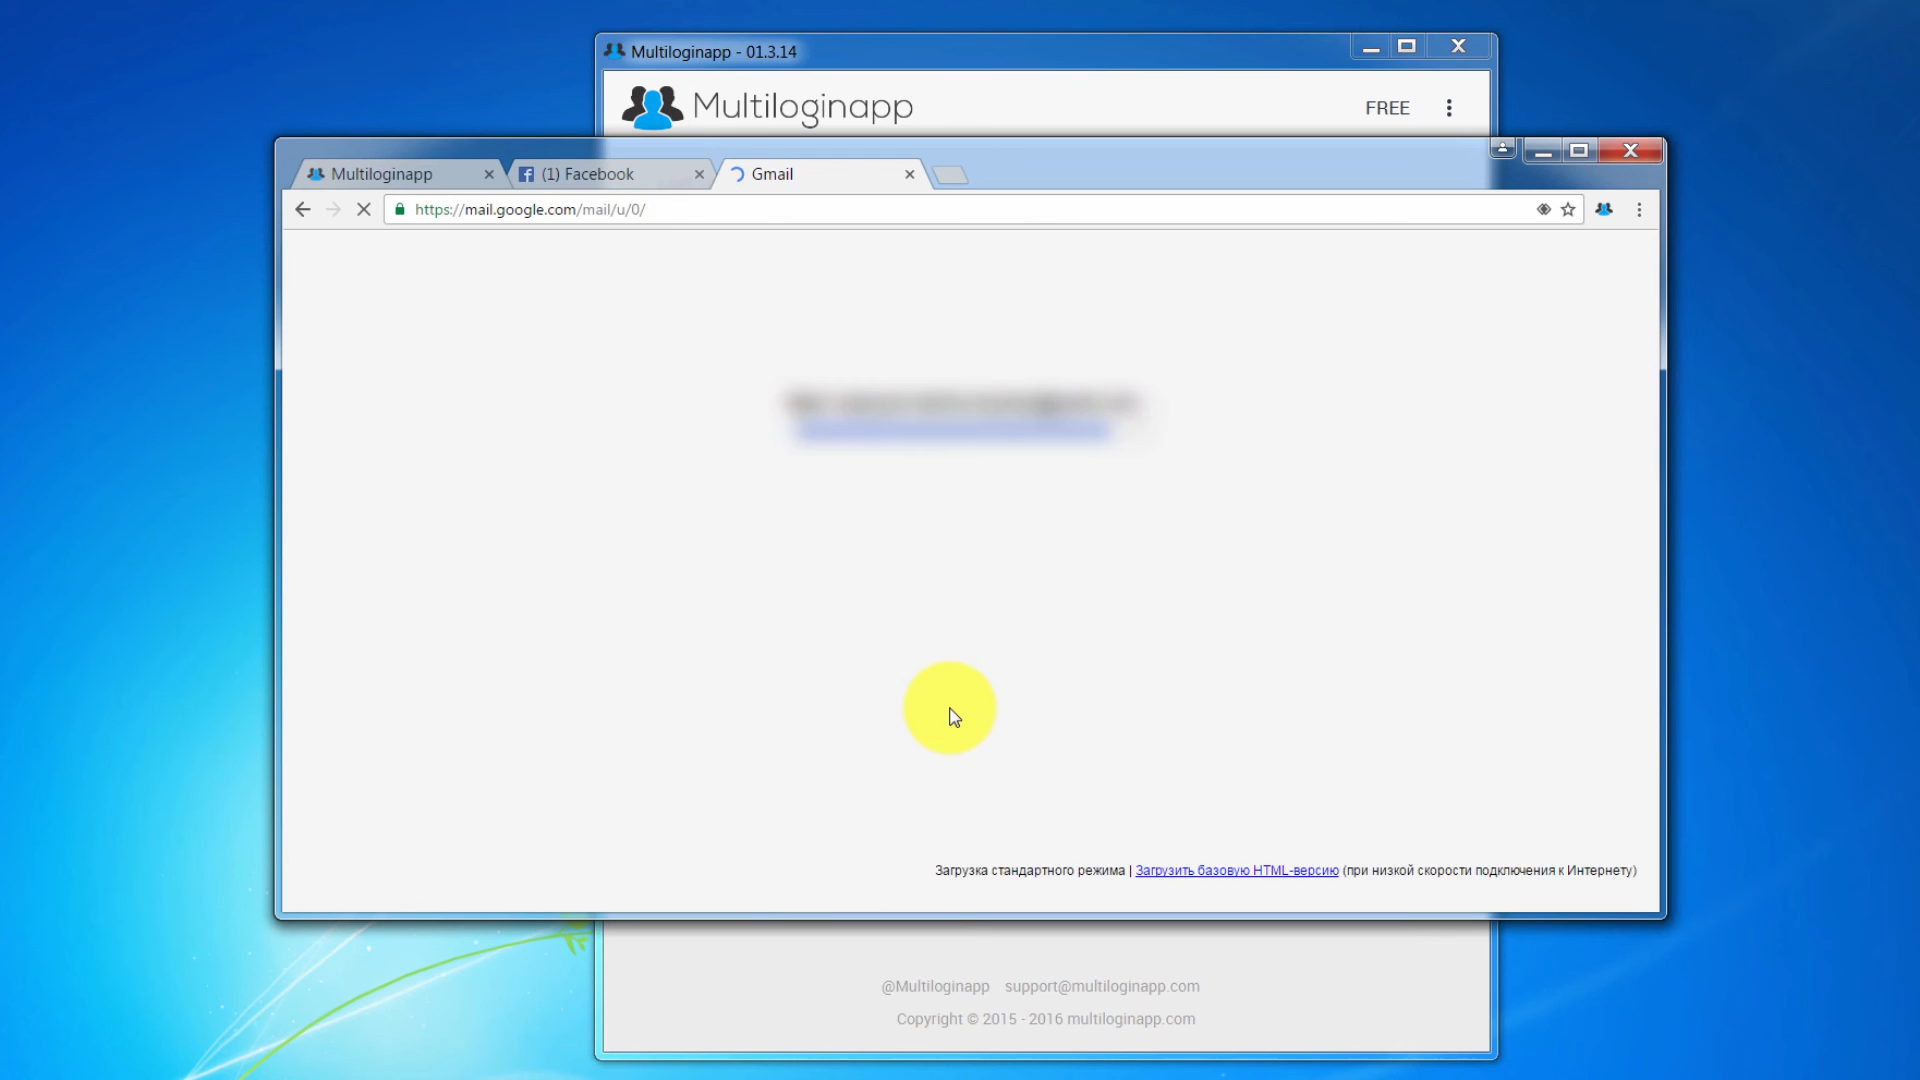 Multiloginapp - 01.3.14
Multiloginapp
FREE
Multiloginapp
(1) Facebook
Gmail
https://mail.google.com/mail/u/0/
Загрузка стандартного режима | Загрузить базовую HTML-версию (при низкой скорости подключения к Интернету)
@Multiloginapp support@multiloginapp.com
Copyright © 2015 - 2016 multiloginapp.com